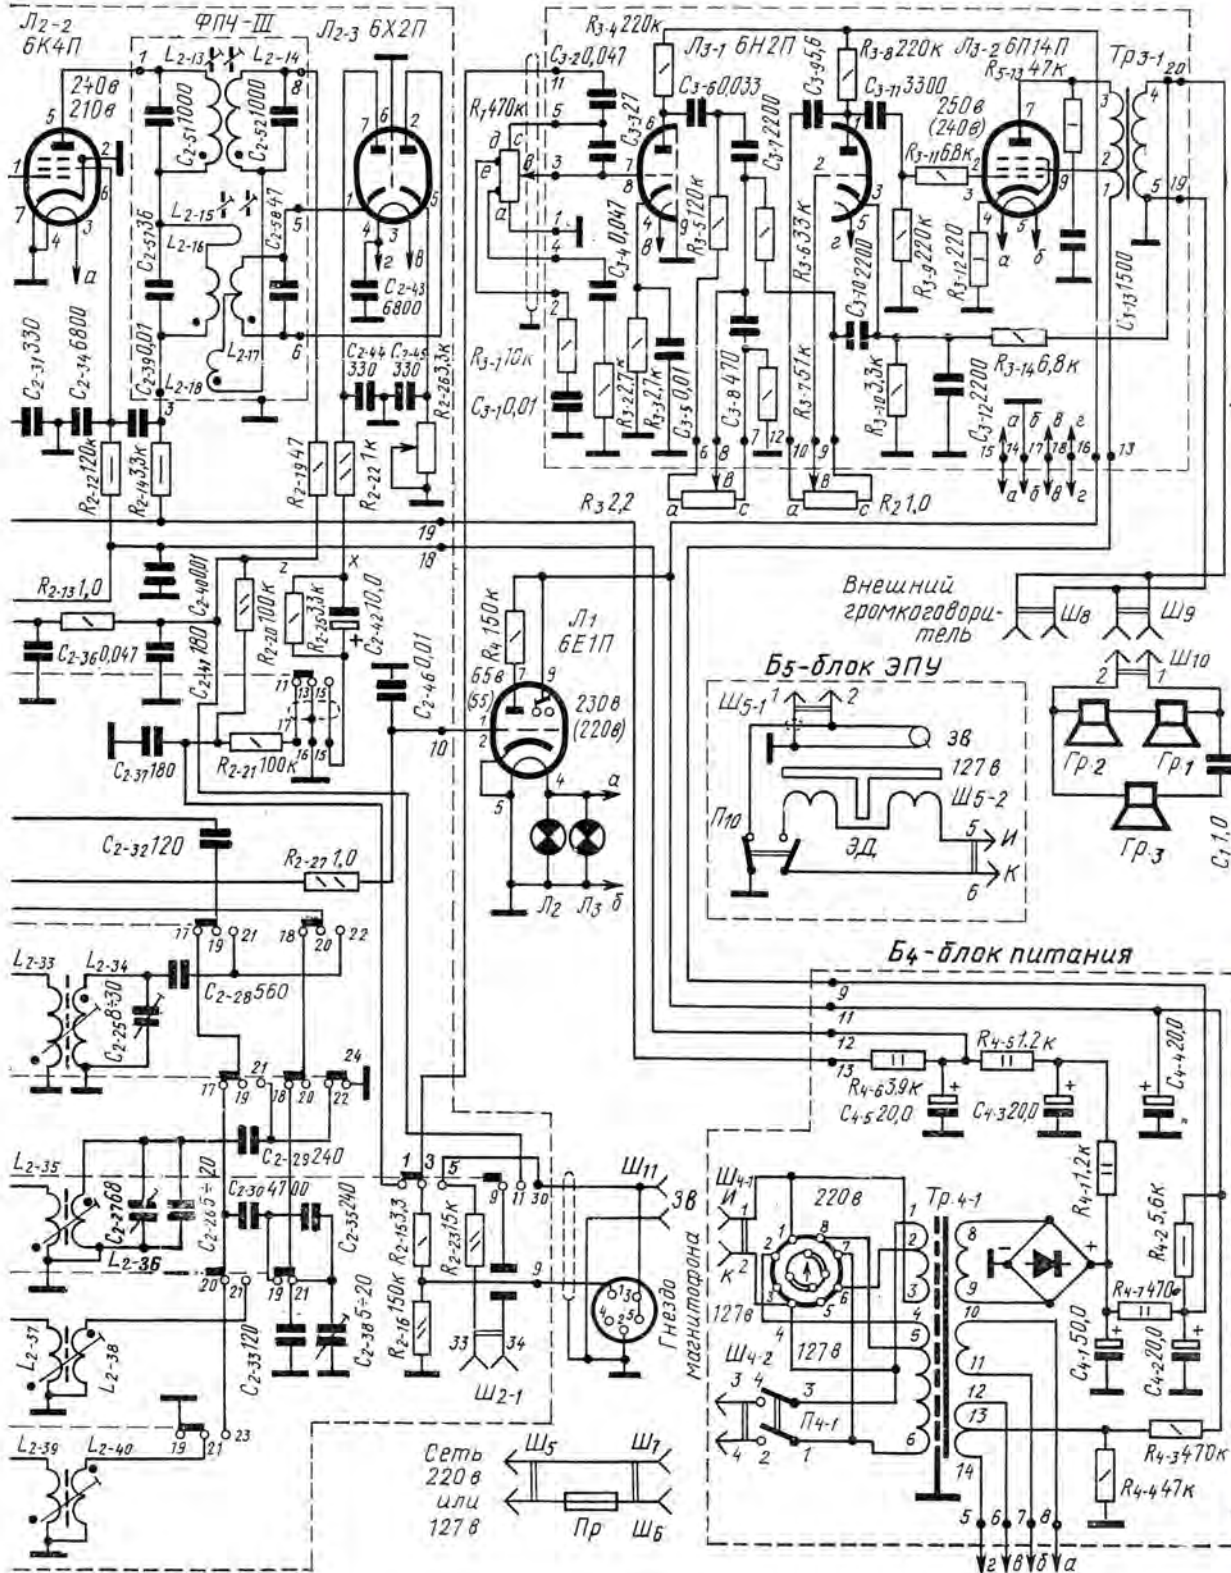 Л2-2
6К4П
ФПЧ-III
Л2-3 6Х2П
L2-13
L2-14
240в
210в
C2-51 1000
C2-52 1000
L2-15
L2-16
C2-57 36
C2-58 47
L2-17
L2-18
C2-43
6800
C2-31 330
C2-34 6800
C2-39 0,01
C2-44
330
C2-45
330
R2-26 3,3к
R2-12 120к
R2-14 3,3к
R2-19 47
R2-22 1к
19
18
R3-4 220к
Л3-1 6Н2П
R3-8 220к
Л3-2 6П14П
R5-13 47к
Тр3-1
C3-2 0,047
C3-9 5,6
C3-6 0,033
C3-11 3300
R1 470к
C3-3 27
C3-7 2200
250в
(240в)
R3-11 6,8к
R3-5 120к
C3-4 0,047
R3-6 33к
C3-10 2200
R3-9 220к
R3-12 220
C3-13 1500
R3-1 10к
C3-1 0,01
R3-2 2,7к
R3-3 2,7к
C3-5 0,01
C3-8 470
R3-7 51к
R3-10 3,3к
C3-12 2200
R3-14 6,8к
R3 2,2
R2 1,0
R2-13 1,0
C2-40 0,01
C2-36 0,047
C2-41 180
R2-20 100к
R2-25 3,3к
C2-42 10,0
C2-46 0,01
C2-37 180
R2-21 100к
R4 150к
Л1
6Е1П
65в
(55)
230в
(220в)
Л2
Л3
Внешний
громкоговори-
тель
Ш8
Ш9
Ш10
Гр.2
Гр.1
Гр.3
C1 1,0
Б5-блок ЭПУ
Ш5-1
Зв
127в
Ш5-2
П10
ЭД
И
К
C2-32 120
R2-27 1,0
L2-33
L2-34
C2-28 560
C2-25 8÷30
Б4-блок питания
R4-5 1.2к
R4-6 3.9к
C4-5 20,0
C4-3 20,0
C4-4 20,0
L2-35
C2-29 240
C2-27 68
C2-26 5÷20
C2-30 4700
C2-35 240
L2-36
R2-15 3,3
R2-23 15к
R2-16 150к
Ш11
Зв
Гнездо
магнитофона
Ш2-1
L2-37
L2-38
C2-33 120
C2-38 5÷20
L2-39
L2-40
Ш4-1
И
К
220в
127в
127в
Тр.4-1
R4-1 1.2к
R4-2 5,6к
R4-7 470
C4-1 50,0
C4-2 20,0
Ш4-2
П4-1
R4-3 470к
R4-4 47к
Сеть
220в
или
127в
Ш5
Ш7
Пр
Ш6
5 6 7 8
г в б а